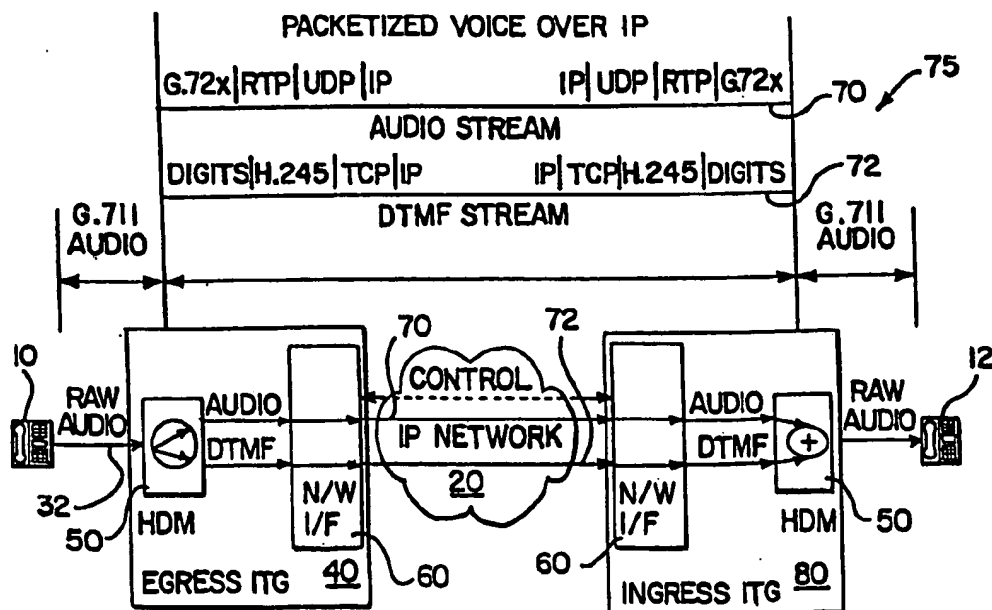 PACKETIZED VOICE OVER IP
G.72x|RTP|UDP|IP IP|UDP|RTP|G.72x
75
70
AUDIO STREAM
DIGITS|H.245|TCP|IP IP|TCP|H.245|DIGITS
72
DTMF STREAM
G.711 AUDIO
G.711 AUDIO
10
70
72
12
RAW AUDIO
AUDIO
CONTROL
AUDIO
RAW AUDIO
DTMF
IP NETWORK
DTMF
32
50
HDM
N/W I/F
20
N/W I/F
HDM
50
60
60
EGRESS ITG 40
INGRESS ITG 80